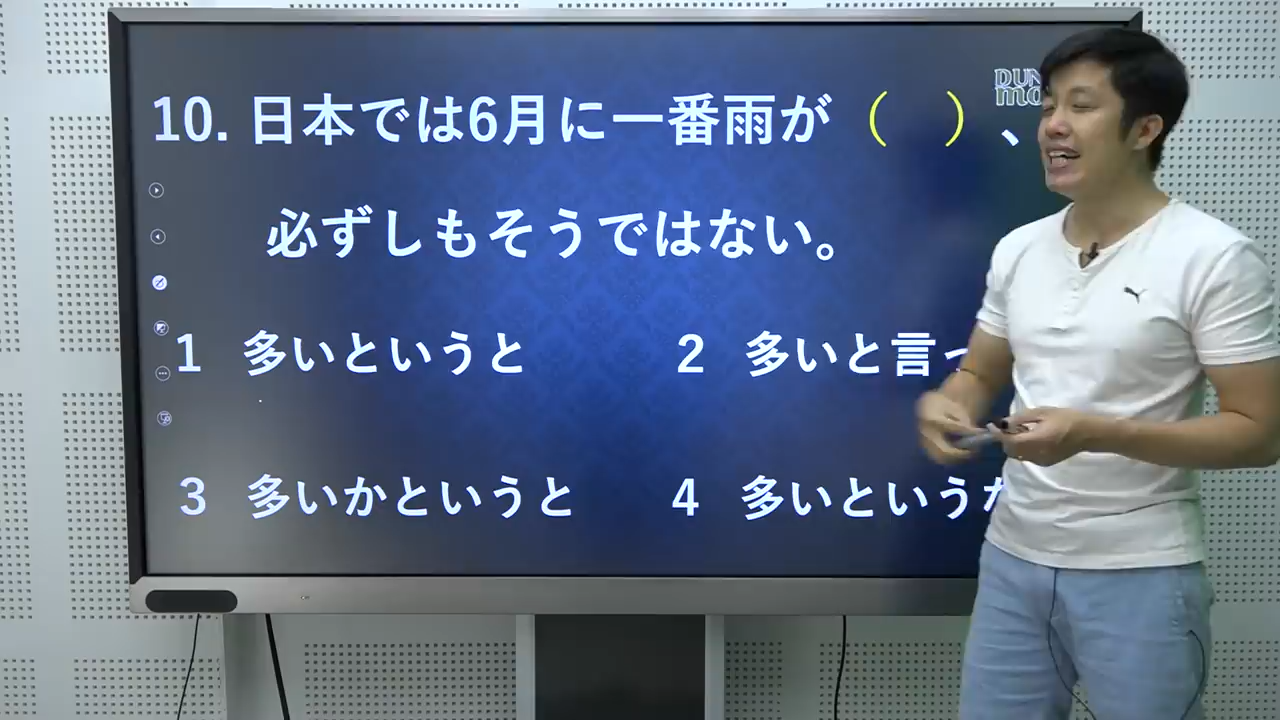 10. 日本では6月に一番雨が（　）、
必ずしもそうではない。
1 多いというと
2 多いと言っ
3 多いかというと
4 多いという